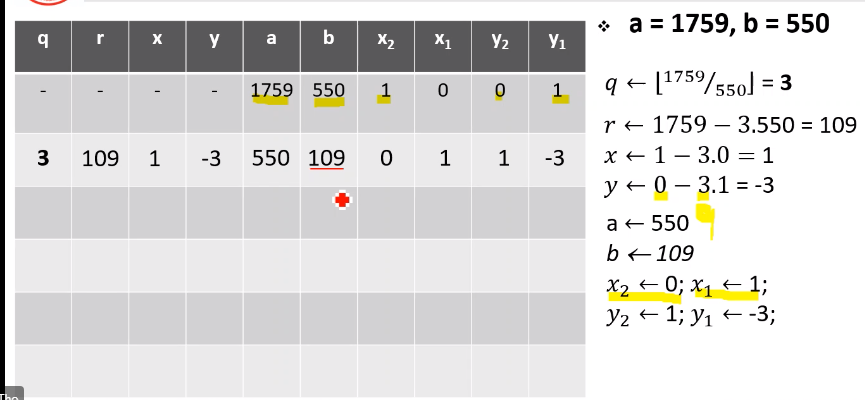 q r x y a b x₂ x₁ y₂ y₁
- - - - 1759 550 1 0 0 1
3 109 1 -3 550 109 0 1 1 -3
❖ a = 1759, b = 550
q ← ⌊1759/550⌋ = 3
r ← 1759 − 3.550 = 109
x ← 1 − 3.0 = 1
y ← 0 − 3.1 = -3
a ← 550
b ← 109
x₂ ← 0; x₁ ← 1;
y₂ ← 1; y₁ ← -3;